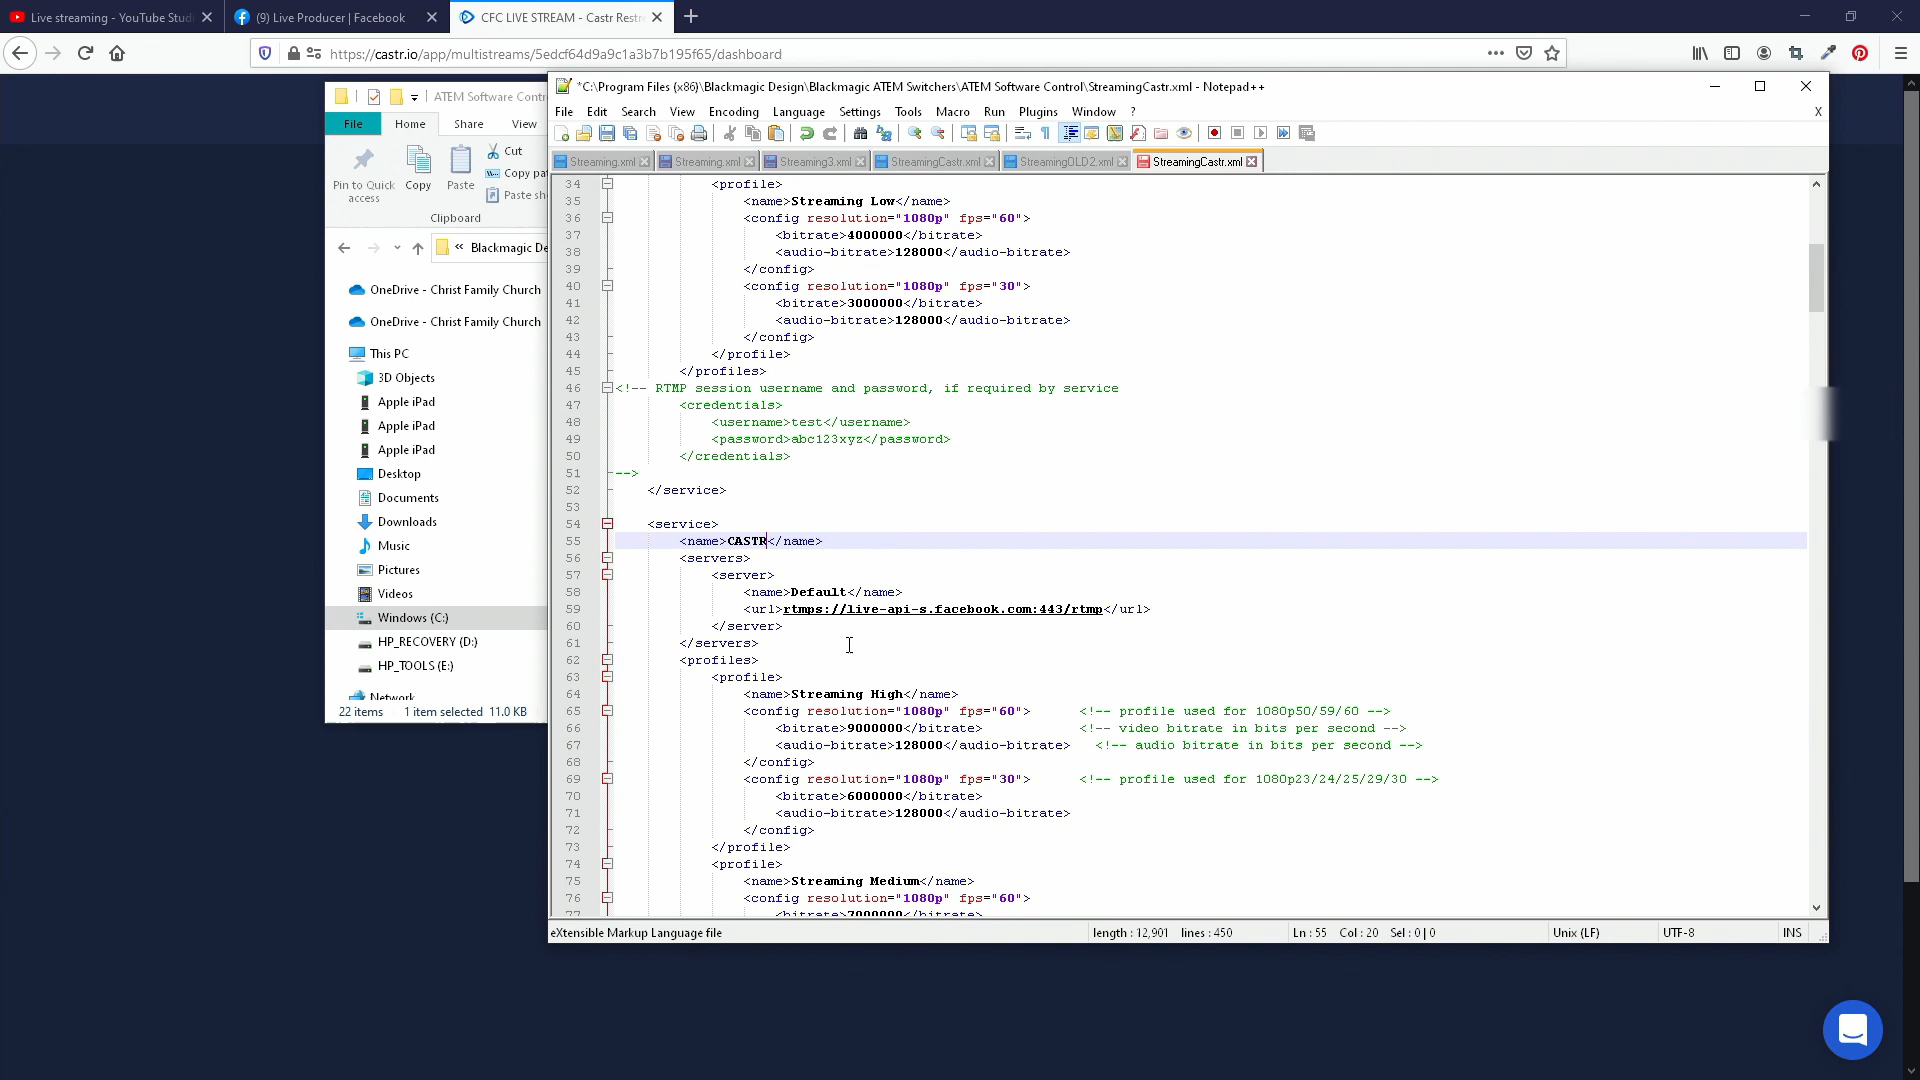 Live streaming - YouTube Studi
(9) Live Producer | Facebook
CFC LIVE STREAM - Castr Restre
https://castr.io/app/multistreams/5edcf64d9a9c1a3b7b195f65/dashboard
ATEM Software Contro
File Home Share View
Pin to Quick access
Copy
Paste
Cut
Copy pa
Paste sh
Clipboard
« Blackmagic De
OneDrive - Christ Family Church
OneDrive - Christ Family Church
This PC
3D Objects
Apple iPad
Apple iPad
Apple iPad
Desktop
Documents
Downloads
Music
Pictures
Videos
Windows (C:)
HP_RECOVERY (D:)
HP_TOOLS (E:)
Network
22 items 1 item selected 11.0 KB
*C:\Program Files (x86)\Blackmagic Design\Blackmagic ATEM Switchers\ATEM Software Control\StreamingCastr.xml - Notepad++
File Edit Search View Encoding Language Settings Tools Macro Run Plugins Window ? X
Streaming.xml Streaming.xml Streaming3.xml StreamingCastr.xml StreamingOLD2.xml StreamingCastr.xml
34 <profile>
35 <name>Streaming Low</name>
36 <config resolution="1080p" fps="60">
37 <bitrate>4000000</bitrate>
38 <audio-bitrate>128000</audio-bitrate>
39 </config>
40 <config resolution="1080p" fps="30">
41 <bitrate>3000000</bitrate>
42 <audio-bitrate>128000</audio-bitrate>
43 </config>
44 </profile>
45 </profiles>
46 <!-- RTMP session username and password, if required by service
47 <credentials>
48 <username>test</username>
49 <password>abc123xyz</password>
50 </credentials>
51 -->
52 </service>
53
54 <service>
55 <name>CASTR</name>
56 <servers>
57 <server>
58 <name>Default</name>
59 <url>rtmps://live-api-s.facebook.com:443/rtmp</url>
60 </server>
61 </servers>
62 <profiles>
63 <profile>
64 <name>Streaming High</name>
65 <config resolution="1080p" fps="60"> <!-- profile used for 1080p50/59/60 -->
66 <bitrate>9000000</bitrate> <!-- video bitrate in bits per second -->
67 <audio-bitrate>128000</audio-bitrate> <!-- audio bitrate in bits per second -->
68 </config>
69 <config resolution="1080p" fps="30"> <!-- profile used for 1080p23/24/25/29/30 -->
70 <bitrate>6000000</bitrate>
71 <audio-bitrate>128000</audio-bitrate>
72 </config>
73 </profile>
74 <profile>
75 <name>Streaming Medium</name>
76 <config resolution="1080p" fps="60">
77 <bitrate>7000000</bitrate>
eXtensible Markup Language file length : 12,901 lines : 450 Ln : 55 Col : 20 Sel : 0 | 0 Unix (LF) UTF-8 INS